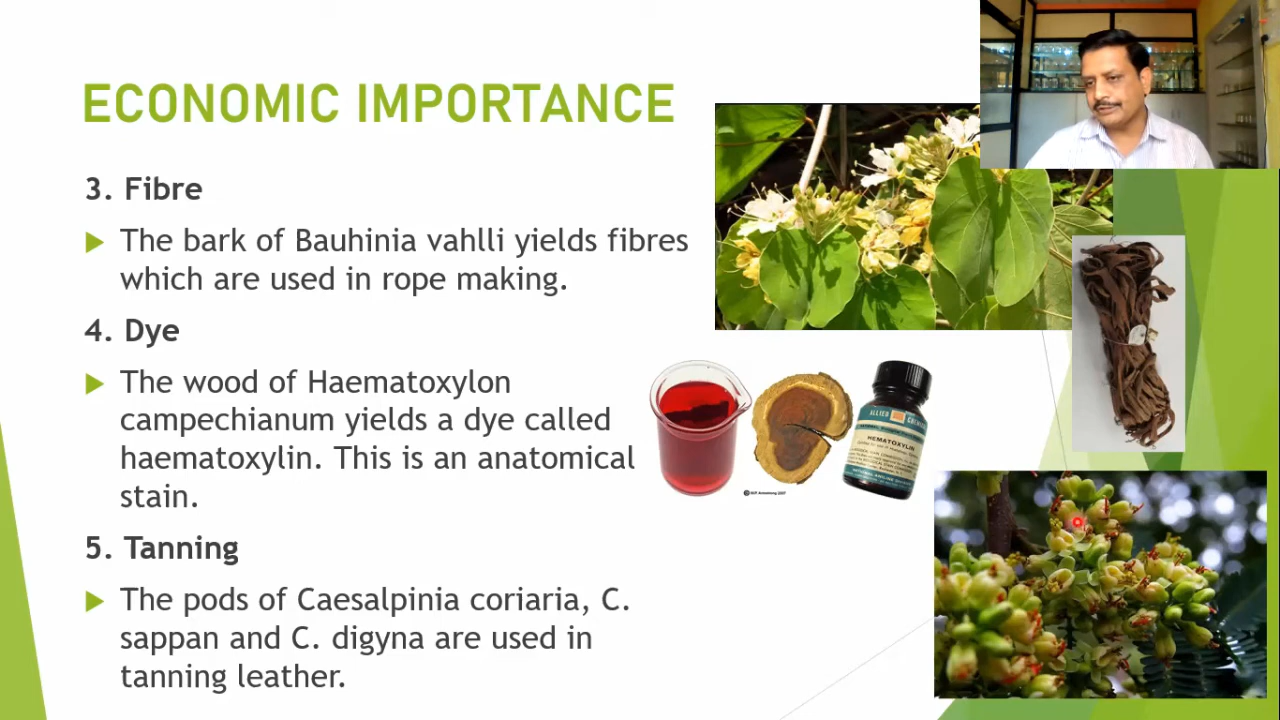 ECONOMIC IMPORTANCE
3. Fibre
The bark of Bauhinia vahlli yields fibres
which are used in rope making.
4. Dye
The wood of Haematoxylon
campechianum yields a dye called
haematoxylin. This is an anatomical
stain.
ALLIED CHEMICAL
HEMATOXYLIN
5. Tanning
The pods of Caesalpinia coriaria, C.
sappan and C. digyna are used in
tanning leather.